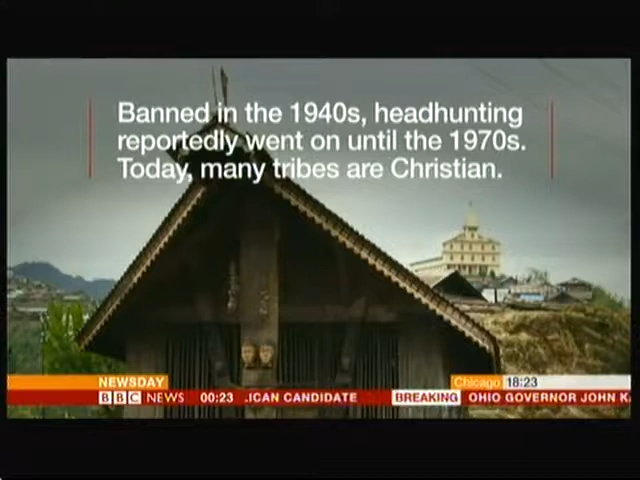 Banned in the 1940s, headhunting
reportedly went on until the 1970s.
Today, many tribes are Christian.
NEWSDAY
Chicago 18:23
BBC NEWS 00:23 .ICAN CANDIDATE BREAKING OHIO GOVERNOR JOHN K